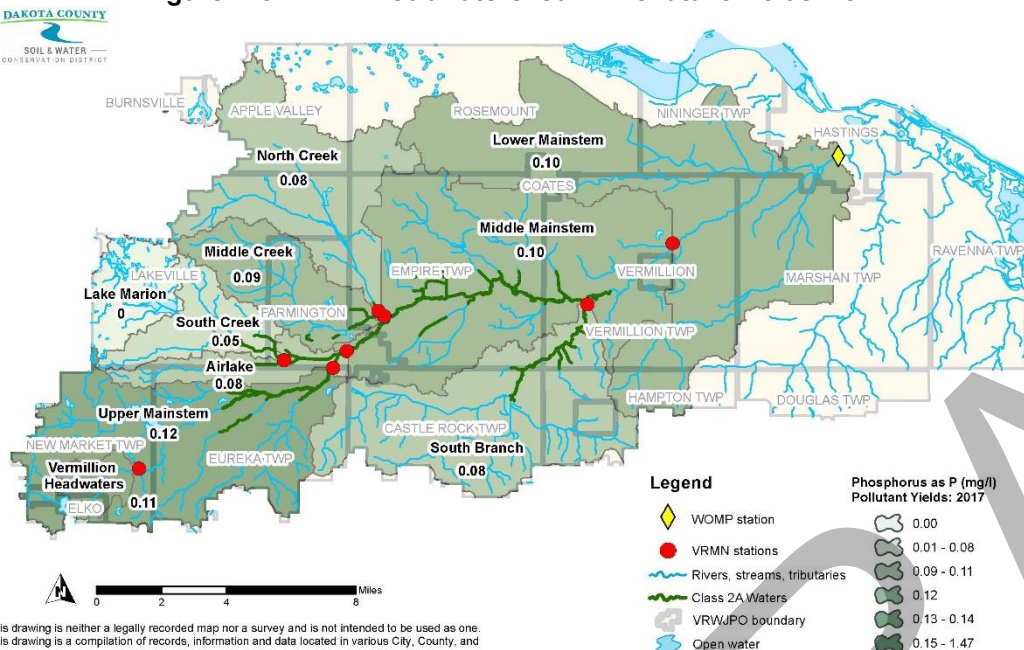 DAKOTA COUNTY
SOIL & WATER
CONSERVATION DISTRICT
BURNSVILLE
APPLE VALLEY
ROSEMOUNT
NININGER TWP
HASTINGS
Lower Mainstem
0.10
North Creek
0.08
COATES
Middle Mainstem
0.10
Middle Creek
0.09
EMPIRE TWP
VERMILLION
MARSHAN TWP
RAVENNA TWP
LAKEVILLE
Lake Marion
0
FARMINGTON
South Creek
0.05
VERMILLION TWP
Airlake
0.08
HAMPTON TWP
DOUGLAS TWP
Upper Mainstem
0.12
CASTLE ROCK TWP
NEW MARKET TWP
South Branch
0.08
EUREKA TWP
Vermillion
Headwaters
0.11
ELKO
Legend
WOMP station
VRMN stations
Rivers, streams, tributaries
Class 2A Waters
VRWJPO boundary
Open water
Phosphorus as P (mg/l)
Pollutant Yields: 2017
0.00
0.01 - 0.08
0.09 - 0.11
0.12
0.13 - 0.14
0.15 - 1.47
N
Miles
0 2 4 8
is drawing is neither a legally recorded map nor a survey and is not intended to be used as one.
is drawing is a compilation of records, information and data located in various City, County, and